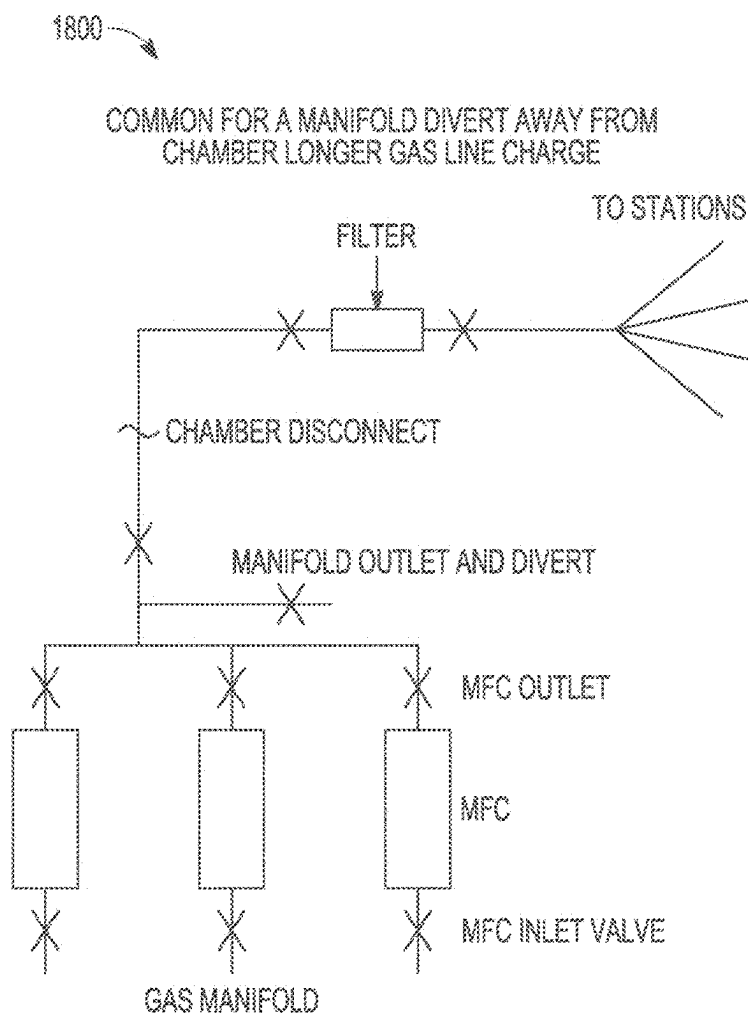 1800
COMMON FOR A MANIFOLD DIVERT AWAY FROM
CHAMBER LONGER GAS LINE CHARGE
TO STATIONS
FILTER
CHAMBER DISCONNECT
MANIFOLD OUTLET AND DIVERT
MFC OUTLET
MFC
MFC INLET VALVE
GAS MANIFOLD